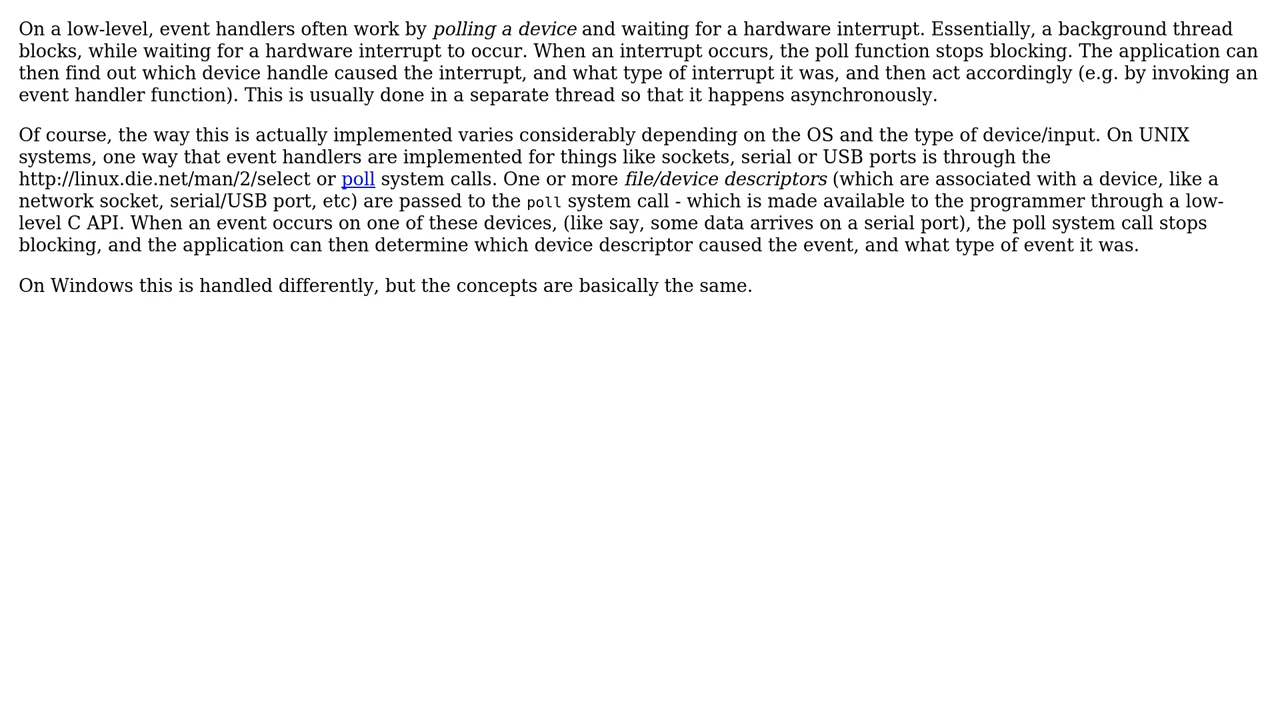 On a low-level, event handlers often work by polling a device and waiting for a hardware interrupt. Essentially, a background thread
blocks, while waiting for a hardware interrupt to occur. When an interrupt occurs, the poll function stops blocking. The application can
then find out which device handle caused the interrupt, and what type of interrupt it was, and then act accordingly (e.g. by invoking an
event handler function). This is usually done in a separate thread so that it happens asynchronously.
Of course, the way this is actually implemented varies considerably depending on the OS and the type of device/input. On UNIX
systems, one way that event handlers are implemented for things like sockets, serial or USB ports is through the
http://linux.die.net/man/2/select or poll system calls. One or more file/device descriptors (which are associated with a device, like a
network socket, serial/USB port, etc) are passed to the poll system call - which is made available to the programmer through a low-
level C API. When an event occurs on one of these devices, (like say, some data arrives on a serial port), the poll system call stops
blocking, and the application can then determine which device descriptor caused the event, and what type of event it was.
On Windows this is handled differently, but the concepts are basically the same.